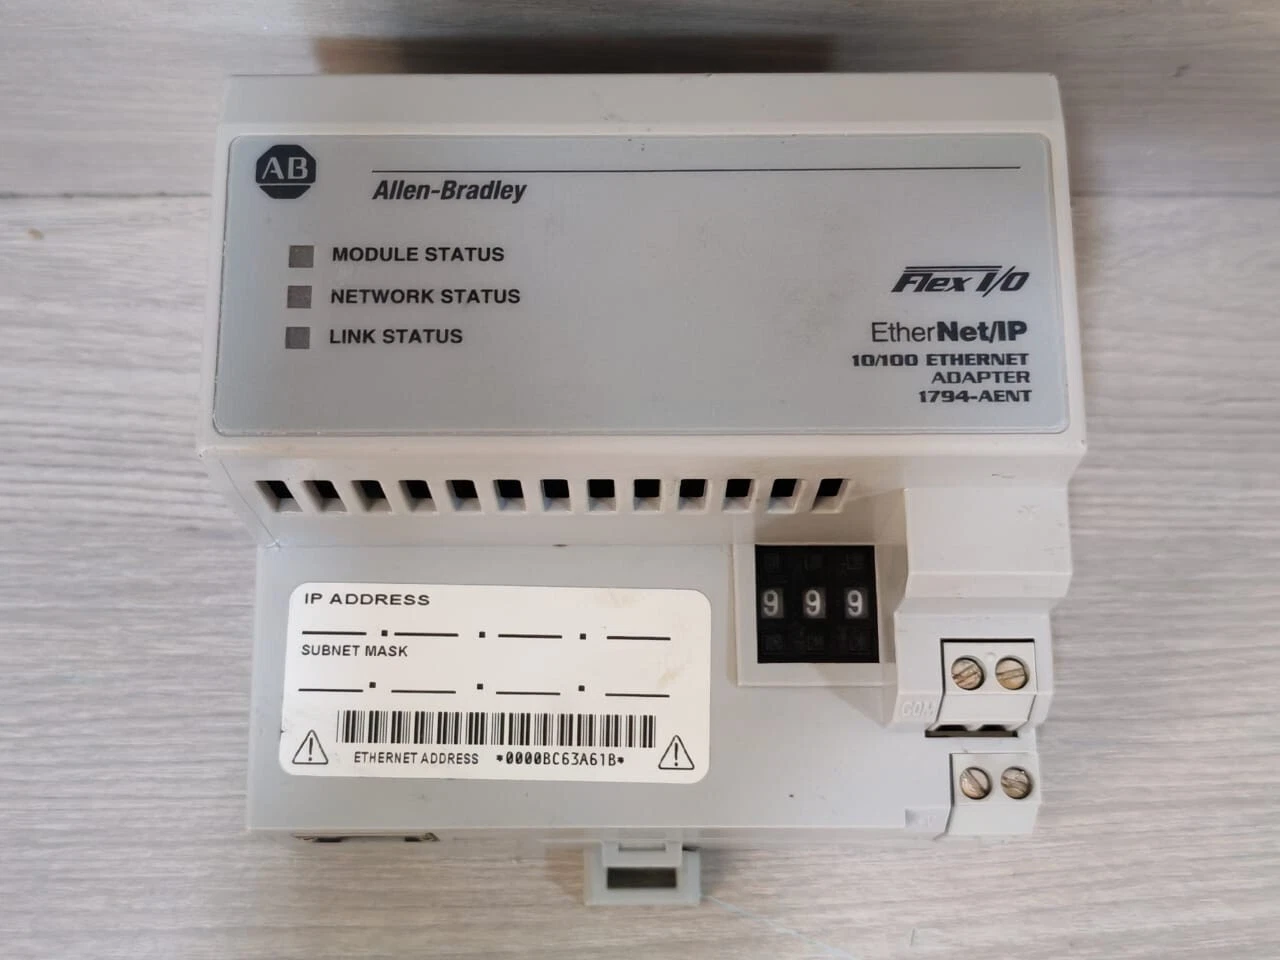 AB
Allen-Bradley
MODULE STATUS
NETWORK STATUS
LINK STATUS
Flex I/O
EtherNet/IP
10/100 ETHERNET
ADAPTER
1794-AENT
9 9 9
IP ADDRESS
SUBNET MASK
ETHERNET ADDRESS *0000BC63A61B*
COM